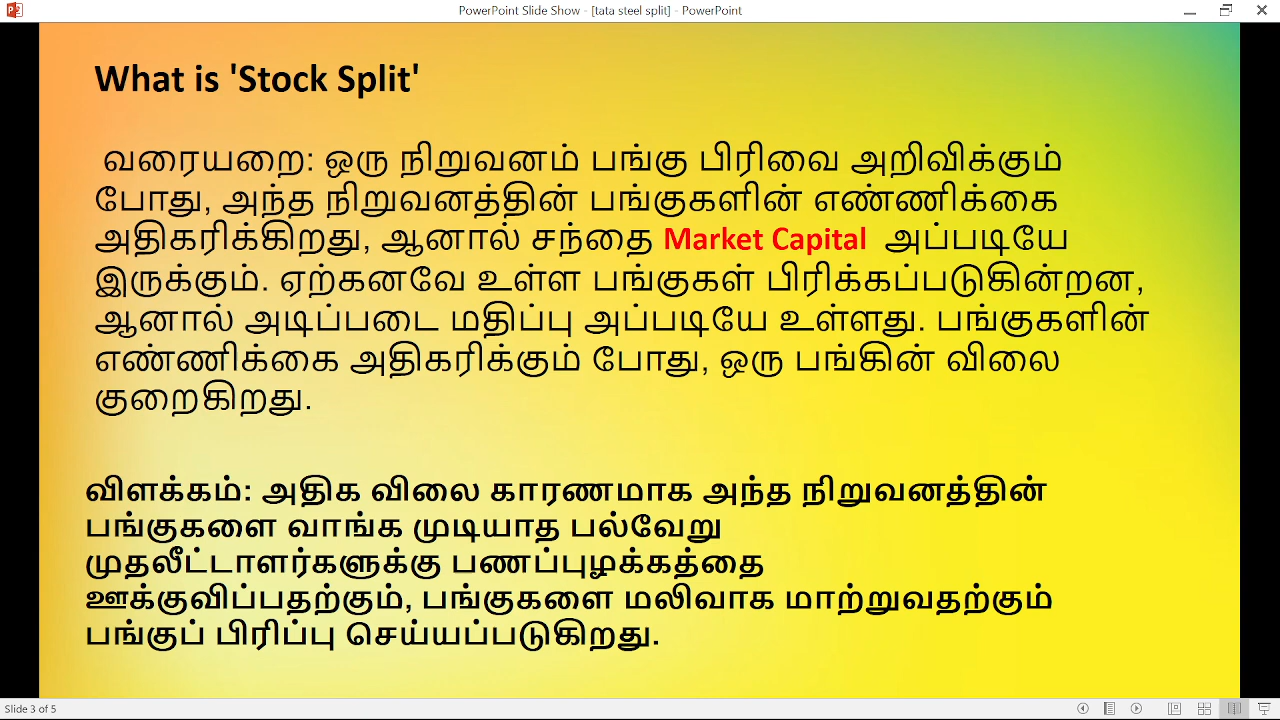 PowerPoint Slide Show - [tata steel split] - PowerPoint
What is 'Stock Split'
வரையறை: ஒரு நிறுவனம் பங்கு பிரிவை அறிவிக்கும்
போது, அந்த நிறுவனத்தின் பங்குகளின் எண்ணிக்கை
அதிகரிக்கிறது, ஆனால் சந்தை Market Capital அப்படியே
இருக்கும். ஏற்கனவே உள்ள பங்குகள் பிரிக்கப்படுகின்றன,
ஆனால் அடிப்படை மதிப்பு அப்படியே உள்ளது. பங்குகளின்
எண்ணிக்கை அதிகரிக்கும் போது, ஒரு பங்கின் விலை
குறைகிறது.
விளக்கம்: அதிக விலை காரணமாக அந்த நிறுவனத்தின்
பங்குகளை வாங்க முடியாத பல்வேறு
முதலீட்டாளர்களுக்கு பணப்புழக்கத்தை
ஊக்குவிப்பதற்கும், பங்குகளை மலிவாக மாற்றுவதற்கும்
பங்குப் பிரிப்பு செய்யப்படுகிறது.
Slide 3 of 5